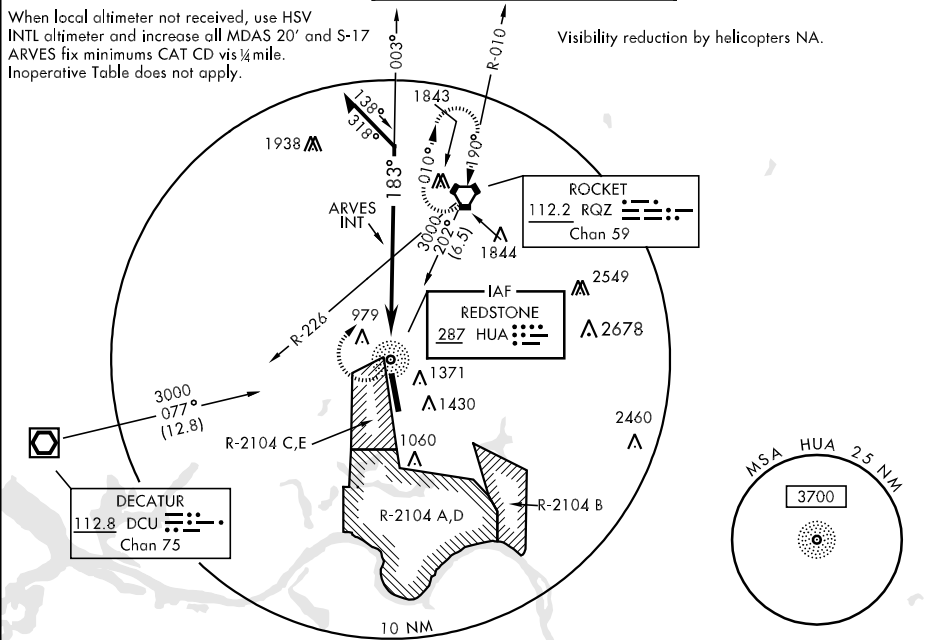 When local altimeter not received, use HSV
INTL altimeter and increase all MDAS 20' and S-17
ARVES fix minimums CAT CD vis ¼ mile.
Inoperative Table does not apply.
Visibility reduction by helicopters NA.
003°
R-010
138°
318°
1843
1938
183°
010°
190°
ARVES
INT
3000
202°
(6.5)
1844
ROCKET
112.2 RQZ
Chan 59
R-226
IAF
REDSTONE
287 HUA
2549
2678
979
1371
1430
2460
3000
077°
(12.8)
R-2104 C,E
1060
DECATUR
112.8 DCU
Chan 75
R-2104 A,D
R-2104 B
10 NM
MSA HUA 25 NM
3700